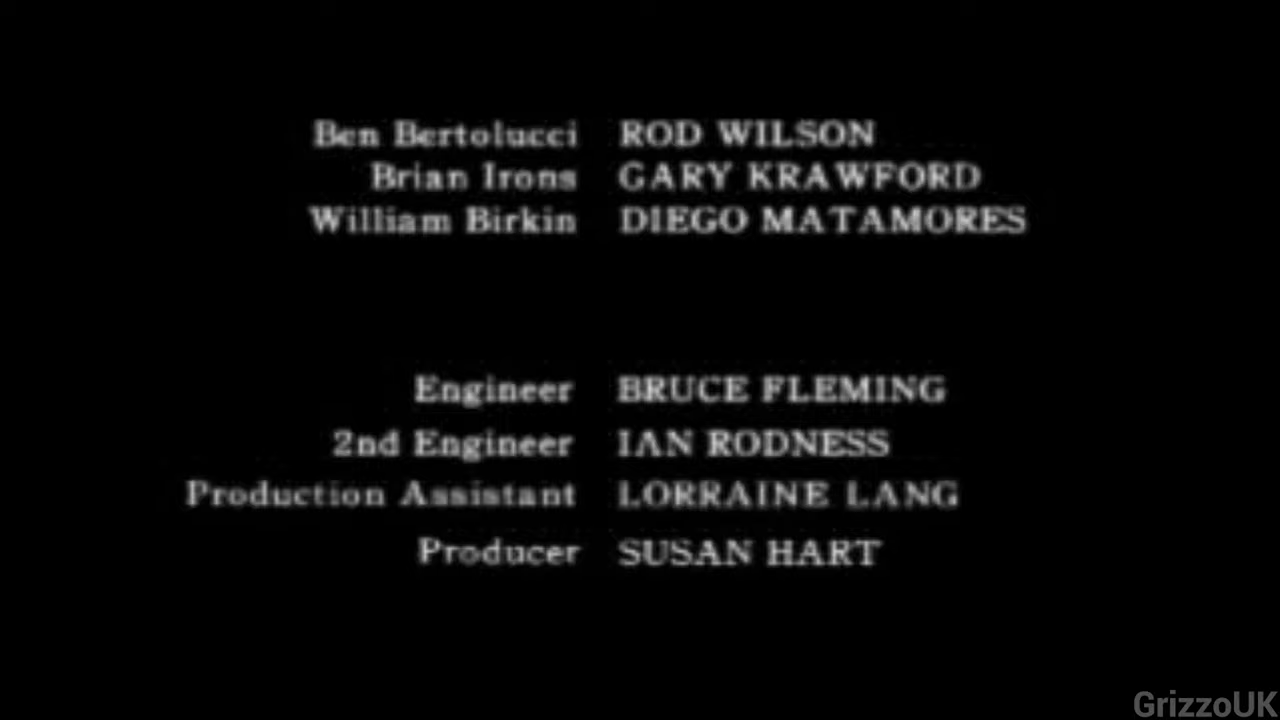 Ben Bertolucci ROD WILSON
Brian Irons GARY KRAWFORD
William Birkin DIEGO MATAMORES
Engineer BRUCE FLEMING
2nd Engineer IAN RODNESS
Production Assistant LORRAINE LANG
Producer SUSAN HART
GrizzoUK